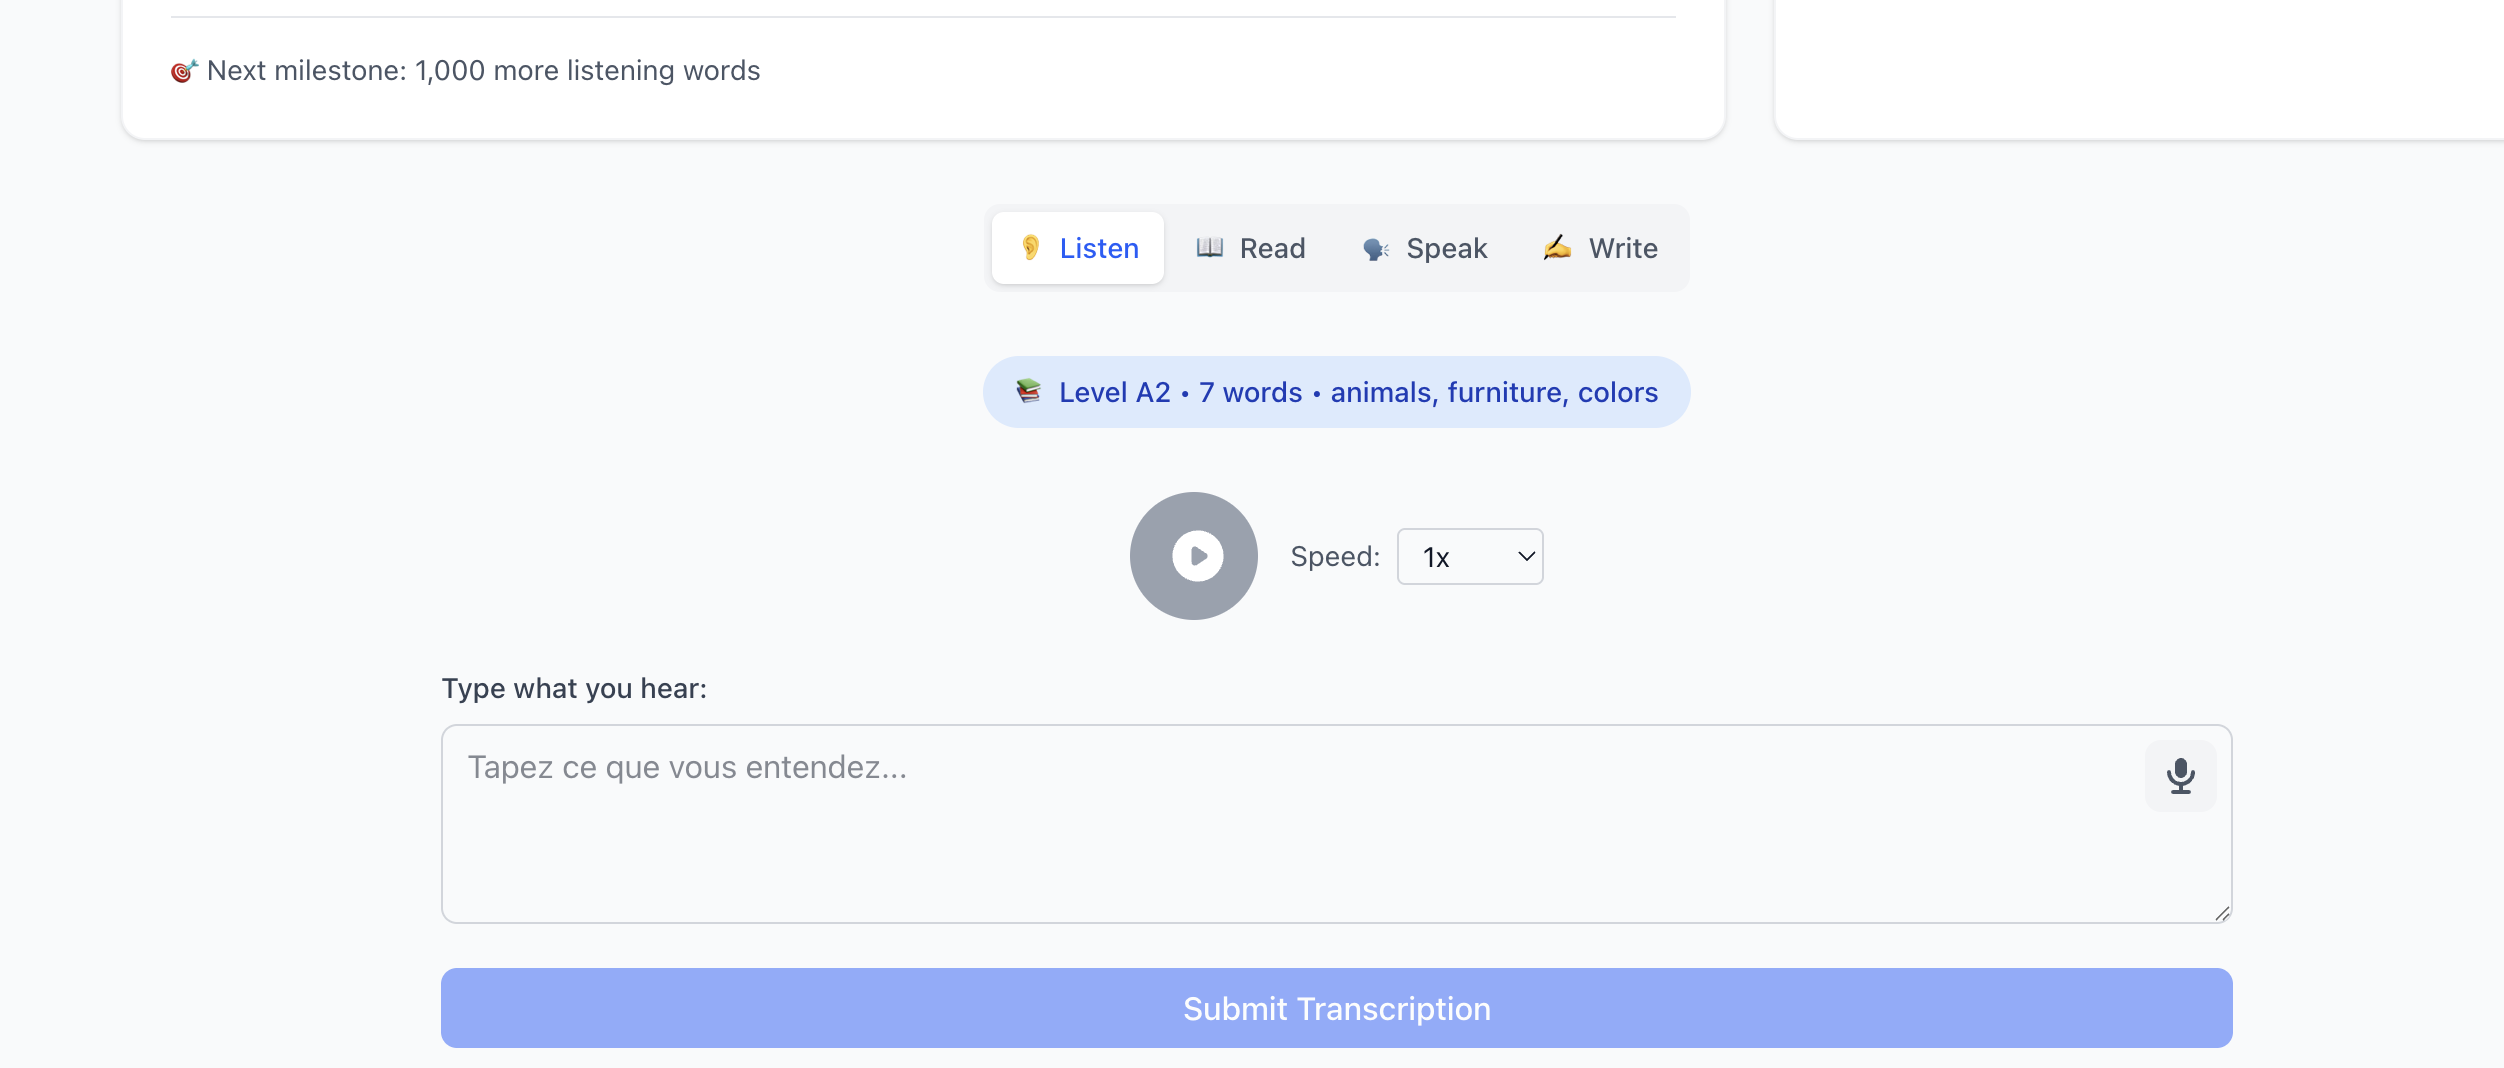 🎯 Next milestone: 1,000 more listening words
👂 Listen 📖 Read 🗣️ Speak ✍️ Write
📚 Level A2 • 7 words • animals, furniture, colors
Speed: 1x
Type what you hear:
Tapez ce que vous entendez...
Submit Transcription